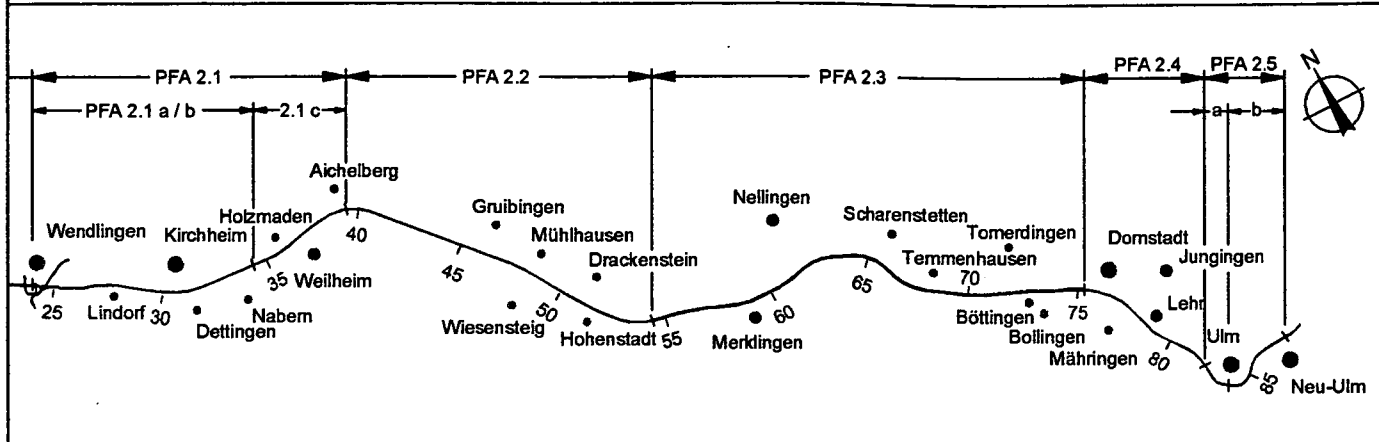 PFA 2.1
PFA 2.2
PFA 2.3
PFA 2.4
PFA 2.5
N
PFA 2.1 a / b
2.1 c
a
b
Aichelberg
Wendlingen
Kirchheim
Holzmaden
Weilheim
Lindorf
Dettingen
Nabern
Gruibingen
Mühlhausen
Drackenstein
Wiesensteig
Hohenstadt
Nellingen
Merklingen
Scharenstetten
Temmenhausen
Tomerdingen
Böttingen
Bollingen
Mähringen
Dornstadt
Jungingen
Lehr
Ulm
Neu-Ulm
25
30
35
40
45
50
55
60
65
70
75
80
85